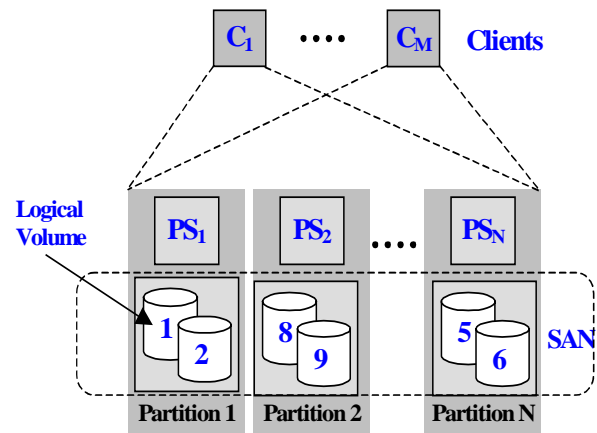 C1 •••• CM Clients
Logical
Volume
PS1 PS2 •••• PSN
1 2 8 9 5 6 SAN
Partition 1 Partition 2 Partition N